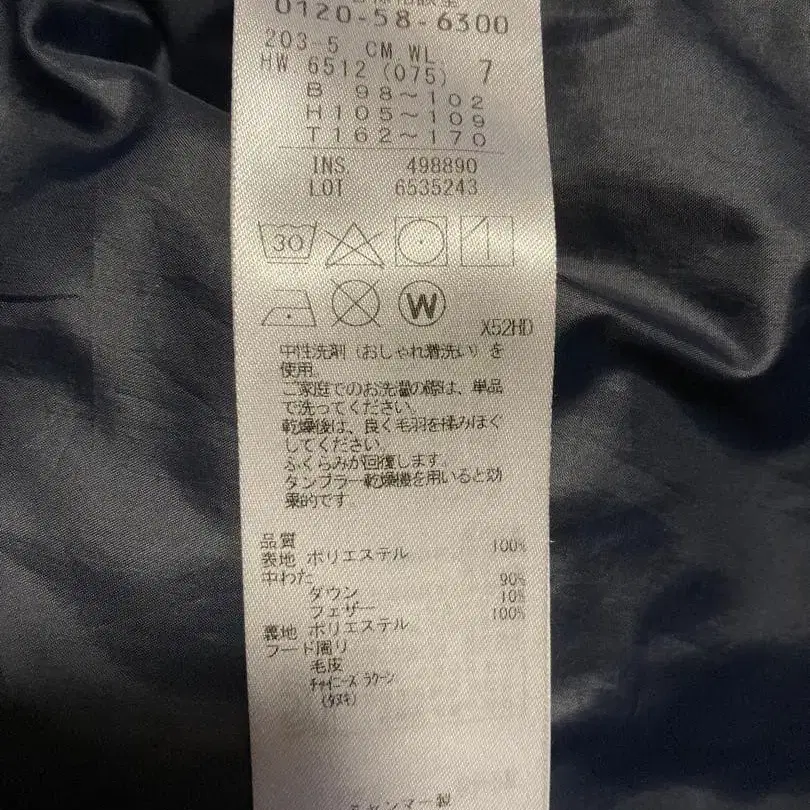 0120-58-6300
203-5 CM WL
HW.6512 (075) 7
B 98～102
H105～109
T162～170
INS. 498890
LOT 6535243
30
1
W
X52HD
中性洗剤（おしゃれ着洗い）を
使用。
ご家庭でのお洗濯の際は、単品
で洗ってください。
乾燥後は、良く毛羽を揉みほぐ
してください。
ふくらみが回復します。
タンブラー乾燥機を用いると効
果的です。
品質
表地 ポリエステル 100%
中わた
ダウン 90%
フェザー 10%
裏地 ポリエステル 100%
フード周り
毛皮
チャイニーズ ラクーン
(タヌキ)
ミャンマー製